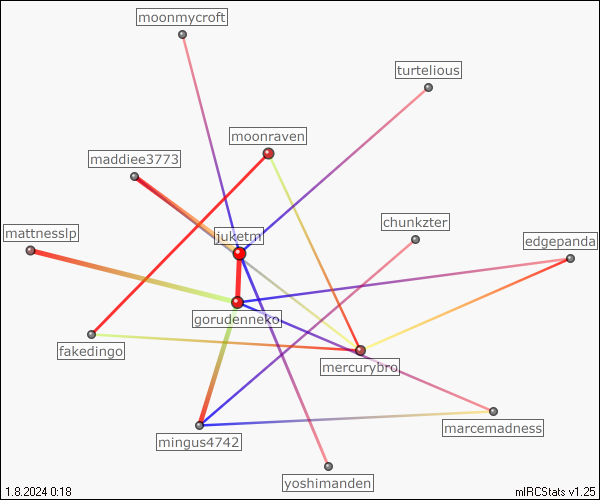 moonmycroft
turtelious
moonraven
maddiee3773
chunkzter
mattnesslp
juketm
edgepanda
gorudenneko
fakedingo
mercurybro
marcemadness
mingus4742
yoshimanden
1.8.2024 0:18
mIRCStats v1.25